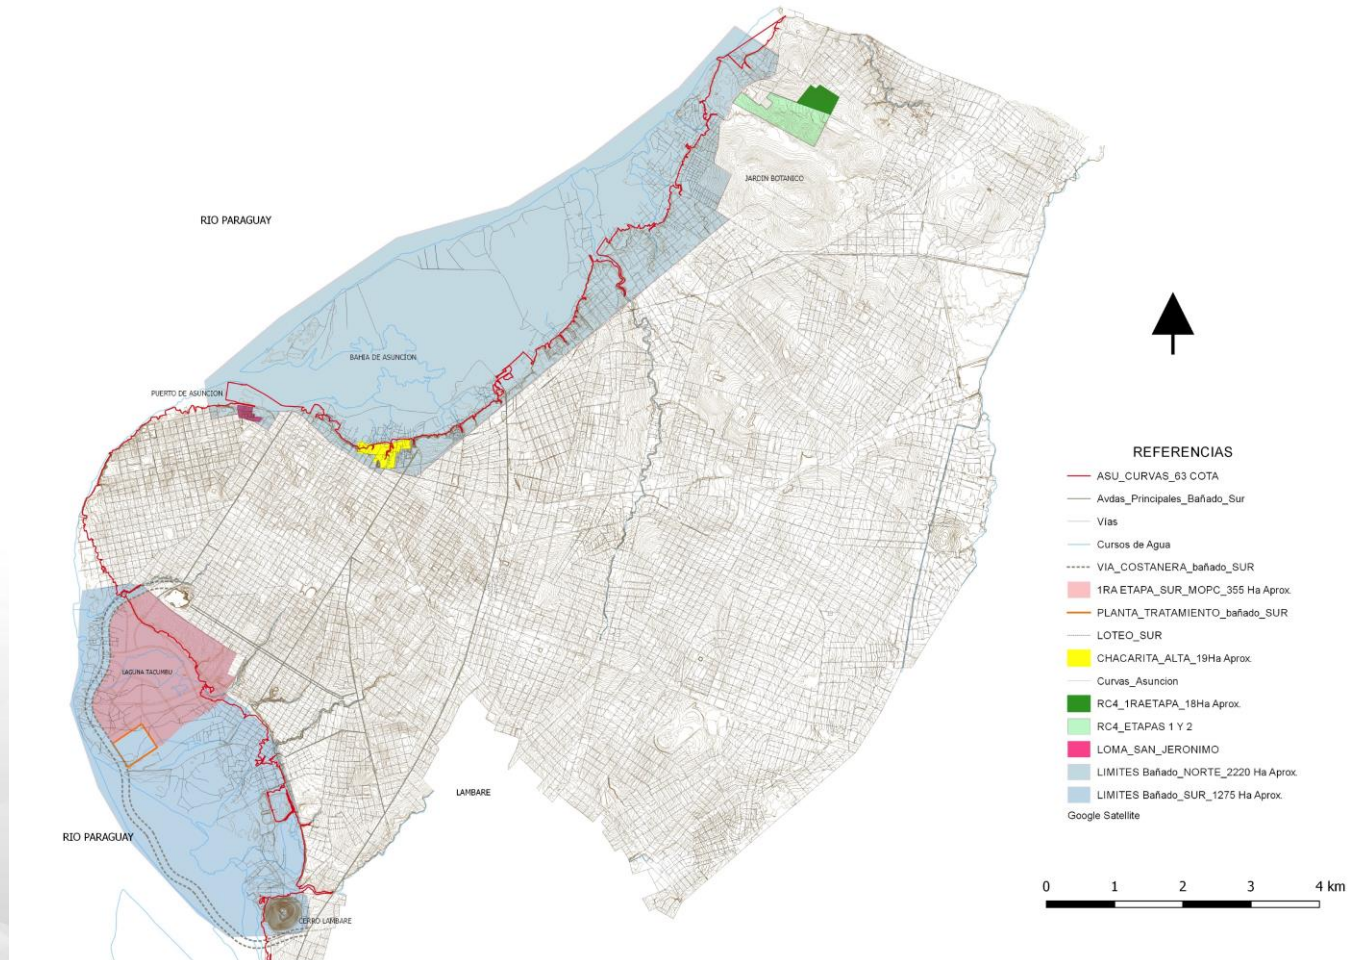 RIO PARAGUAY
JARDIN BOTANICO
BAHIA DE ASUNCION
PUERTO DE ASUNCION
LAGUNA TACUMBU
LAMBARE
RIO PARAGUAY
CERRO LAMBARE
REFERENCIAS
ASU_CURVAS_63 COTA
Avdas_Principales_Bañado_Sur
Vías
Cursos de Agua
VIA_COSTANERA_bañado_SUR
1RA ETAPA_SUR_MOPC_355 Ha Aprox.
PLANTA_TRATAMIENTO_bañado_SUR
LOTEO_SUR
CHACARITA_ALTA_19Ha Aprox.
Curvas_Asuncion
RC4_1RAETAPA_18Ha Aprox.
RC4_ETAPAS 1 Y 2
LOMA_SAN_JERONIMO
LIMITES Bañado_NORTE_2220 Ha Aprox.
LIMITES Bañado_SUR_1275 Ha Aprox.
Google Satellite
0 1 2 3 4 km